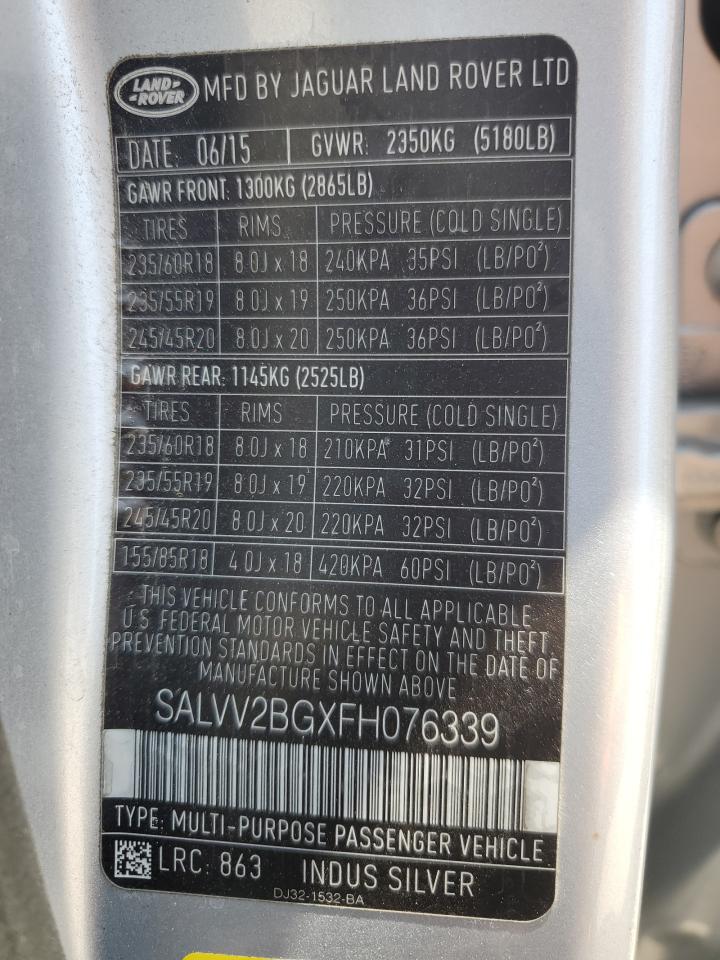 LAND ROVER MFD BY JAGUAR LAND ROVER LTD
DATE: 06/15 GVWR: 2350KG (5180LB)
GAWR FRONT: 1300KG (2865LB)
TIRES RIMS PRESSURE (COLD SINGLE)
235/60R18 8.0J x 18 240KPA 35PSI (LB/PO²)
235/55R19 8.0J x 19 250KPA 36PSI (LB/PO²)
245/45R20 8.0J x 20 250KPA 36PSI (LB/PO²)
GAWR REAR: 1145KG (2525LB)
TIRES RIMS PRESSURE (COLD SINGLE)
235/60R18 8.0J x 18 210KPA 31PSI (LB/PO²)
235/55R19 8.0J x 19 220KPA 32PSI (LB/PO²)
245/45R20 8.0J x 20 220KPA 32PSI (LB/PO²)
155/85R18 4.0J x 18 420KPA 60PSI (LB/PO²)
THIS VEHICLE CONFORMS TO ALL APPLICABLE
U.S FEDERAL MOTOR VEHICLE SAFETY AND THEFT
PREVENTION STANDARDS IN EFFECT ON THE DATE OF
MANUFACTURE SHOWN ABOVE
SALVV2BGXFH076339
TYPE: MULTI-PURPOSE PASSENGER VEHICLE
LRC: 863 INDUS SILVER
DJ32-1532-BA